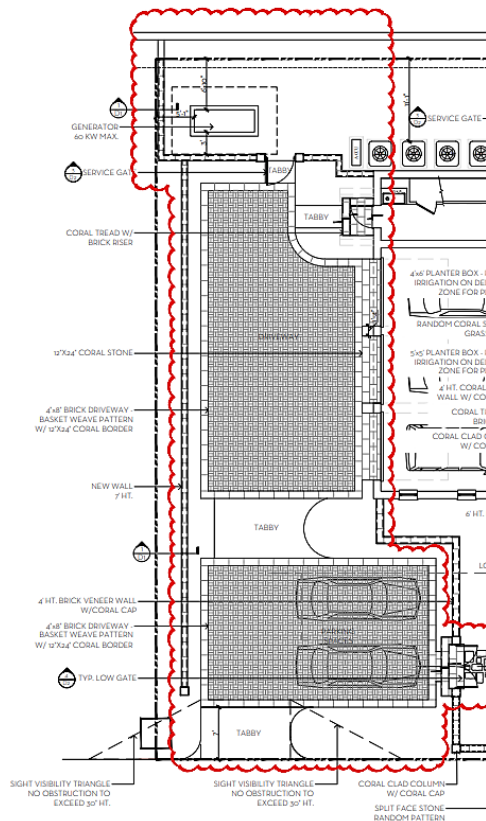 GENERATOR
60 KW MAX.
SERVICE GATE
SERVICE GAT
TABBY
TABBY
CORAL TREAD W/
BRICK RISER
4'x6' PLANTER BOX -
IRRIGATION ON DE
ZONE FOR P
RANDOM CORAL S
GRAS
12"X24" CORAL STONE
DRIVEWAY
5'x5' PLANTER BOX -
IRRIGATION ON DE
ZONE FOR P
4' HT. CORAL
WALL W/ CO
4"x8" BRICK DRIVEWAY -
BASKET WEAVE PATTERN
W/ 12"X24" CORAL BORDER
CORAL T
BRI
CORAL CLAD C
W/ CO
NEW WALL
7' HT.
6' HT.
TABBY
LO
4' HT. BRICK VENEER WALL
W/CORAL CAP
4"x8" BRICK DRIVEWAY -
BASKET WEAVE PATTERN
W/ 12"X24" CORAL BORDER
PARKING
TYP. LOW GATE
TABBY
SIGHT VISIBILITY TRIANGLE
NO OBSTRUCTION TO
EXCEED 30" HT.
SIGHT VISIBILITY TRIANGLE
NO OBSTRUCTION TO
EXCEED 30" HT.
CORAL CLAD COLUMN
W/ CORAL CAP
SPLIT FACE STONE
RANDOM PATTERN